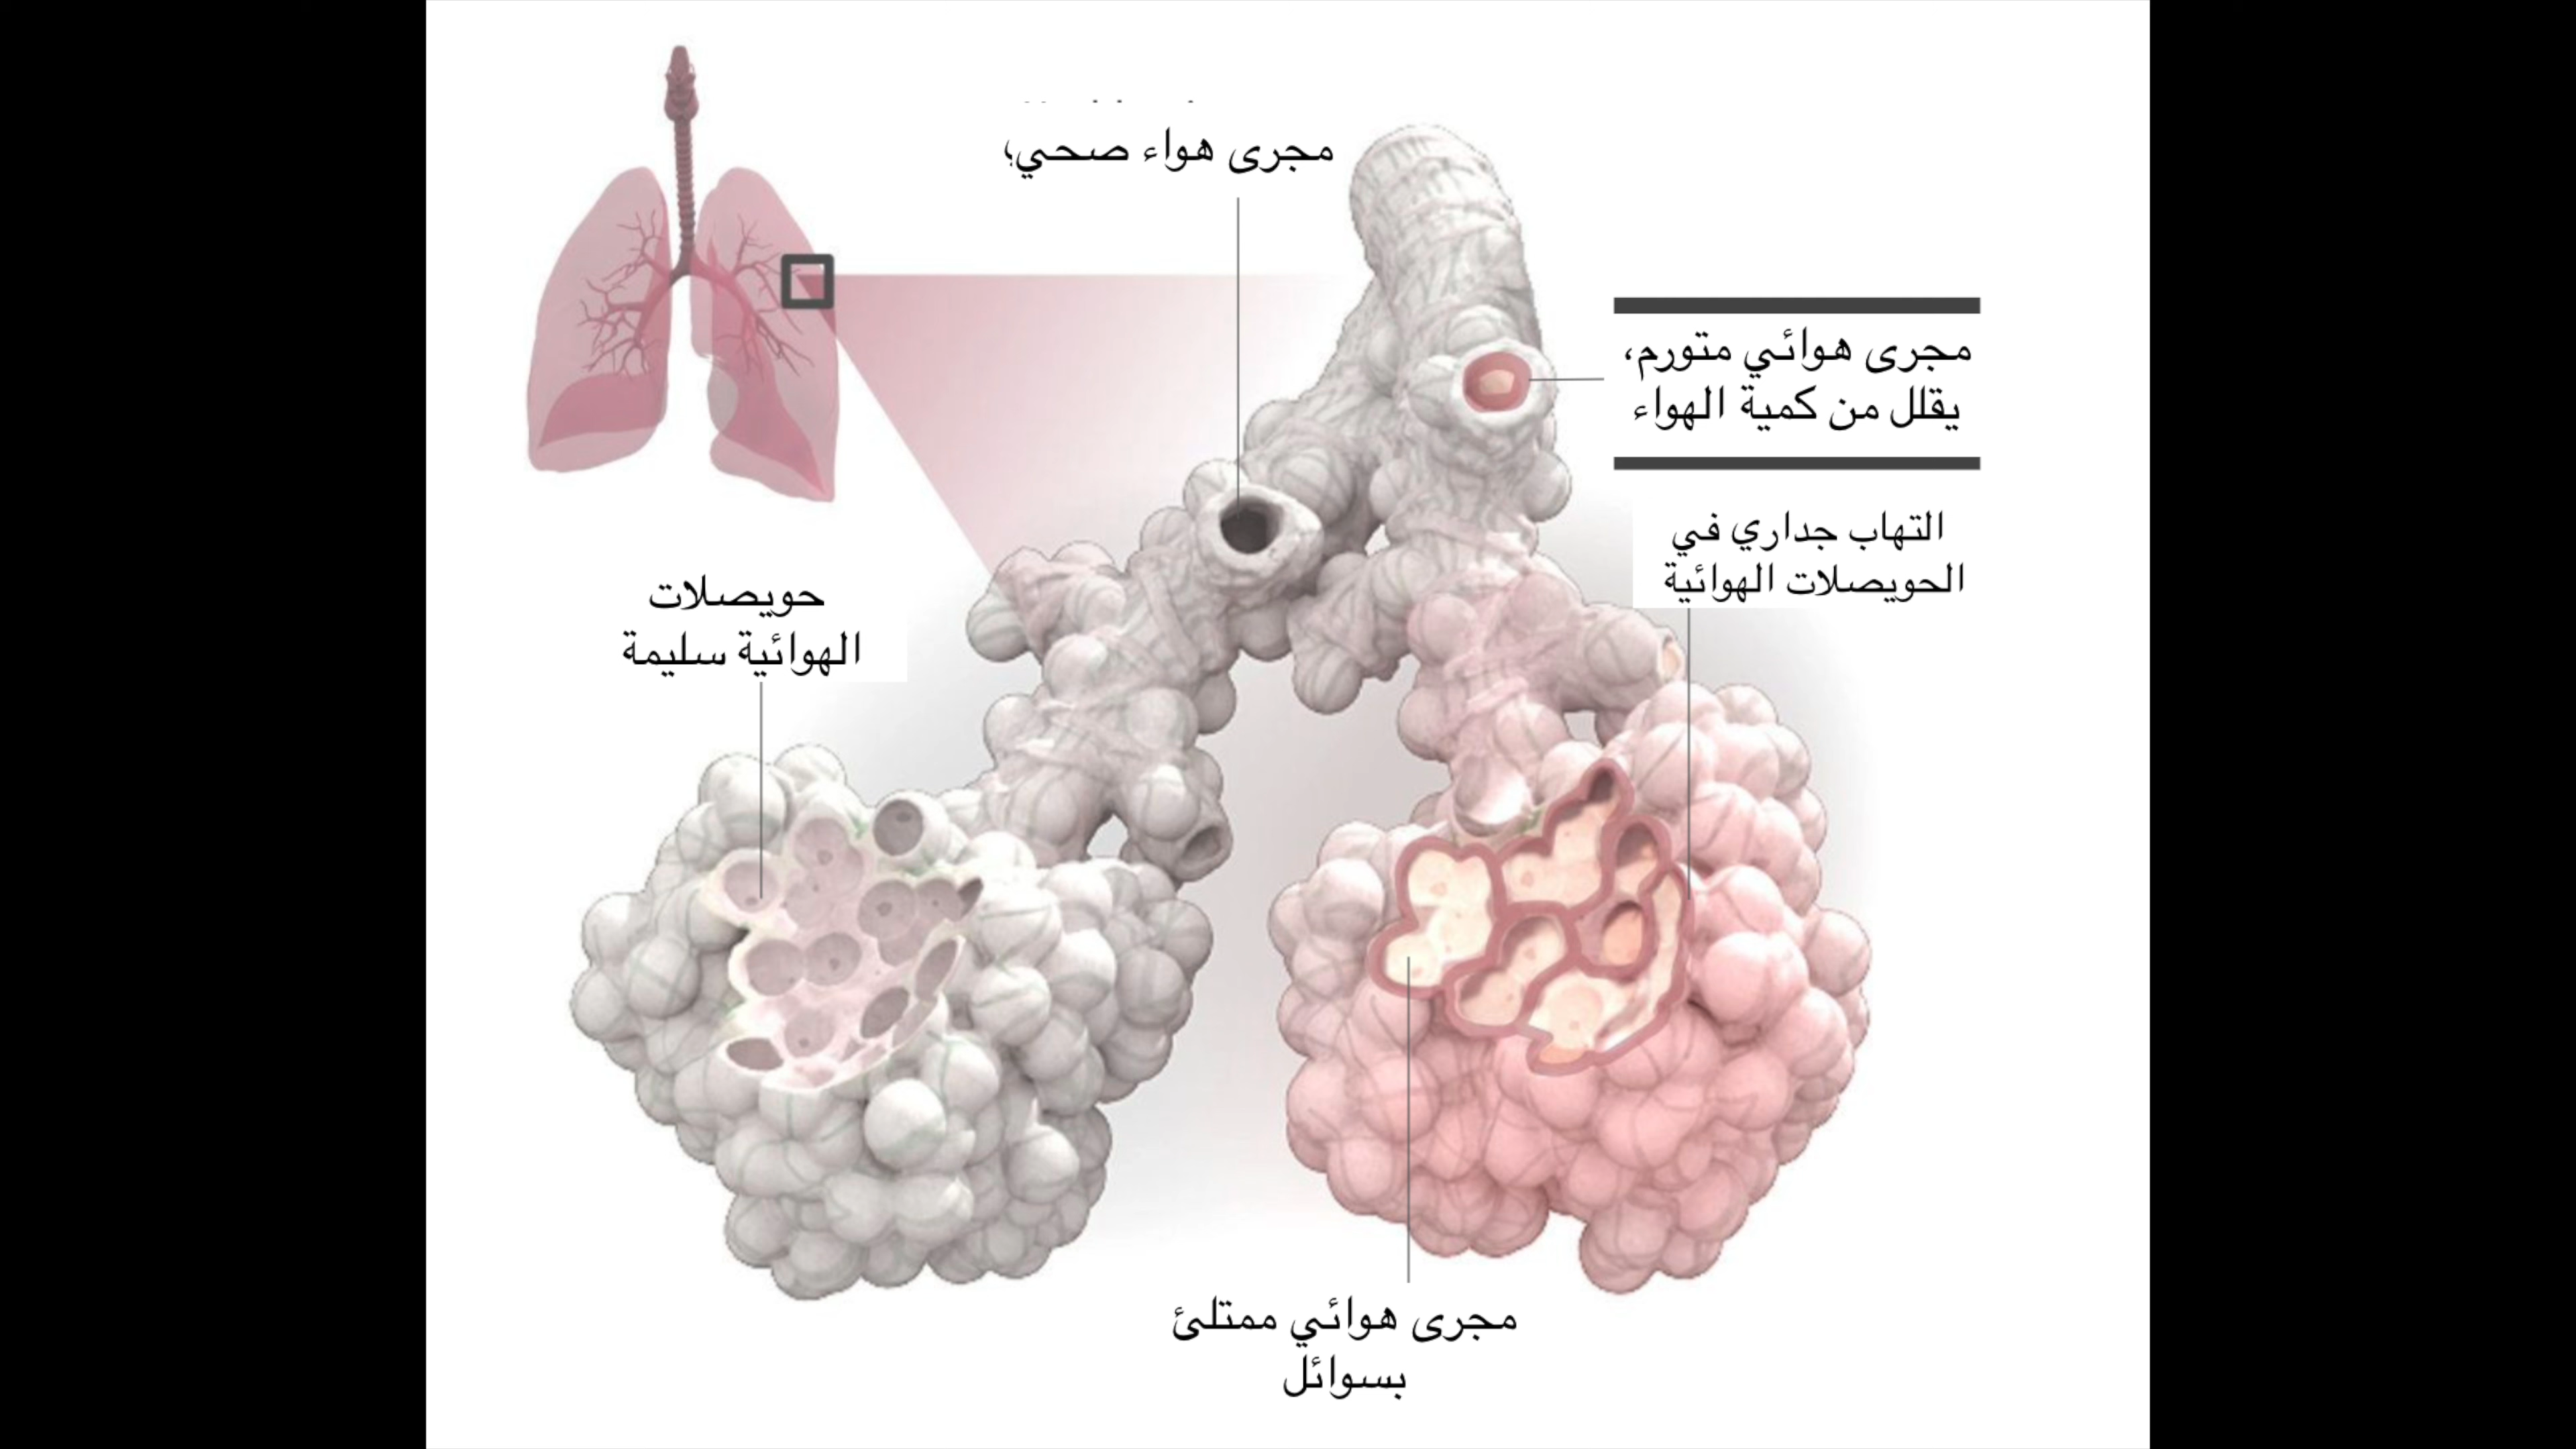 مجرى هواء صحي؛
مجرى هوائي متورم،
يقلل من كمية الهواء
التهاب جداري في
الحويصلات الهوائية
حويصلات
الهوائية سليمة
مجرى هوائي ممتلئ
بسوائل